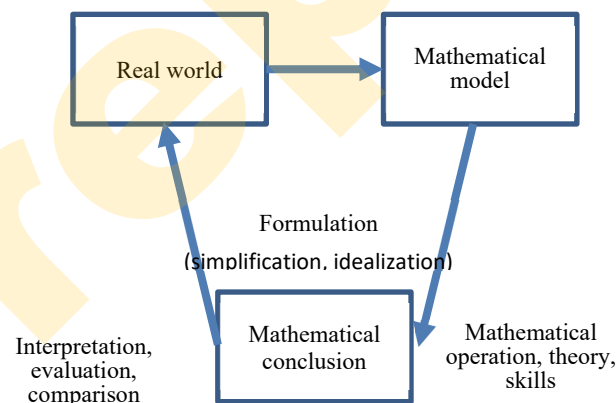 Real world
Mathematical
model
Formulation
(simplification, idealization)
Mathematical
conclusion
Mathematical
operation, theory,
skills
Interpretation,
evaluation,
comparison